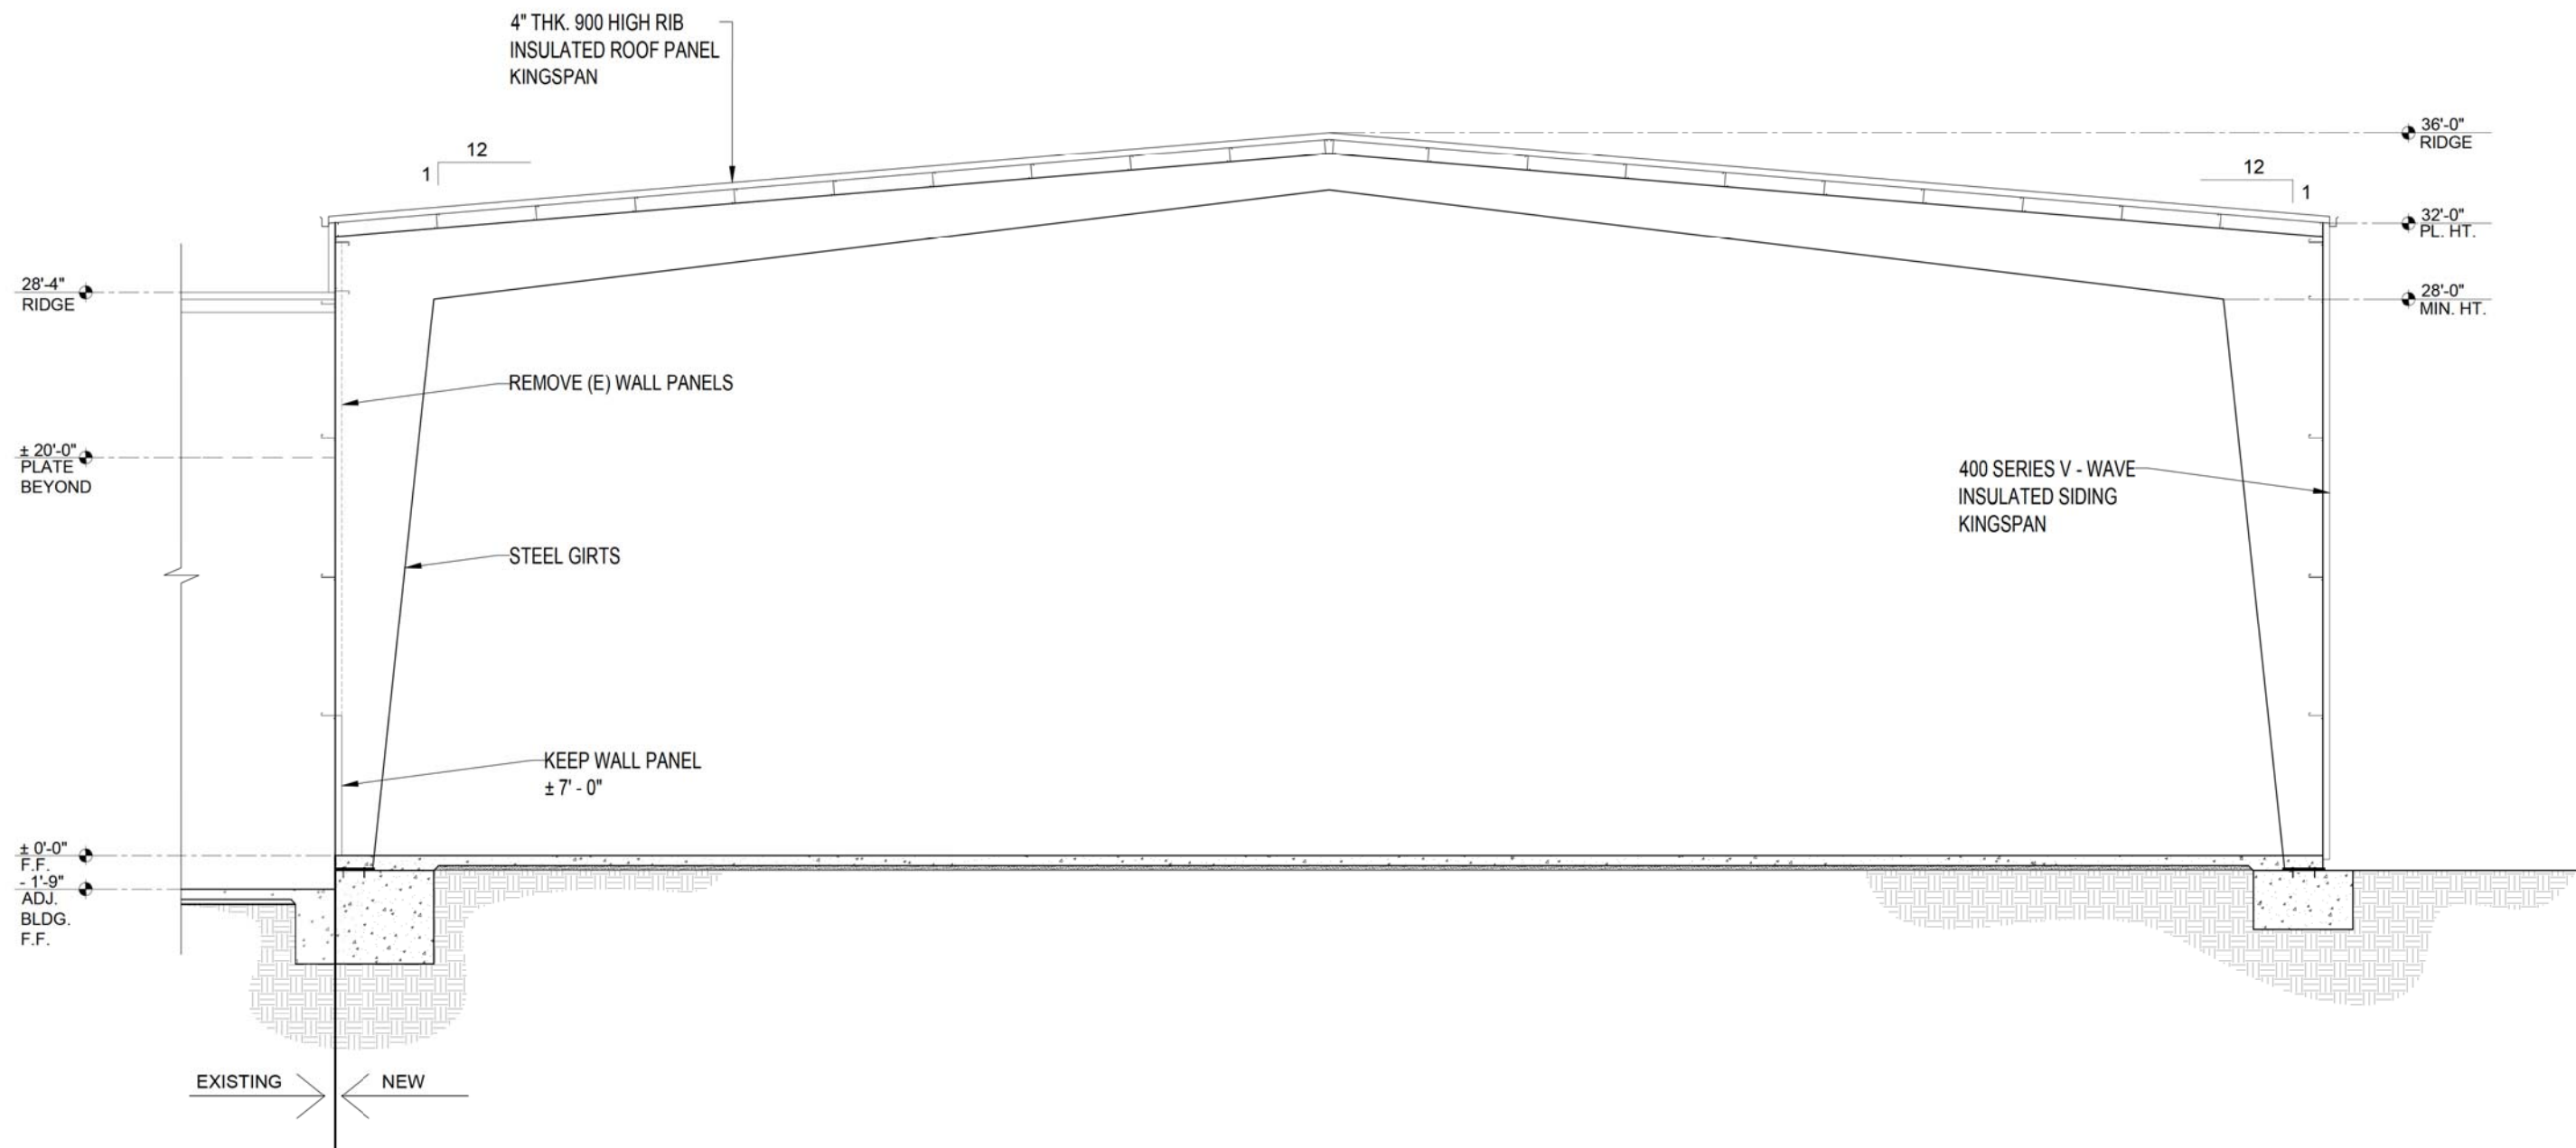 4" THK. 900 HIGH RIB
INSULATED ROOF PANEL
KINGSPAN
36'-0"
RIDGE
12
1
12
1
32'-0"
PL. HT.
28'-4"
RIDGE
28'-0"
MIN. HT.
REMOVE (E) WALL PANELS
± 20'-0"
PLATE
BEYOND
400 SERIES V - WAVE
INSULATED SIDING
KINGSPAN
STEEL GIRTS
KEEP WALL PANEL
± 7' - 0"
± 0'-0"
F.F.
- 1'-9"
ADJ.
BLDG.
F.F.
EXISTING
NEW